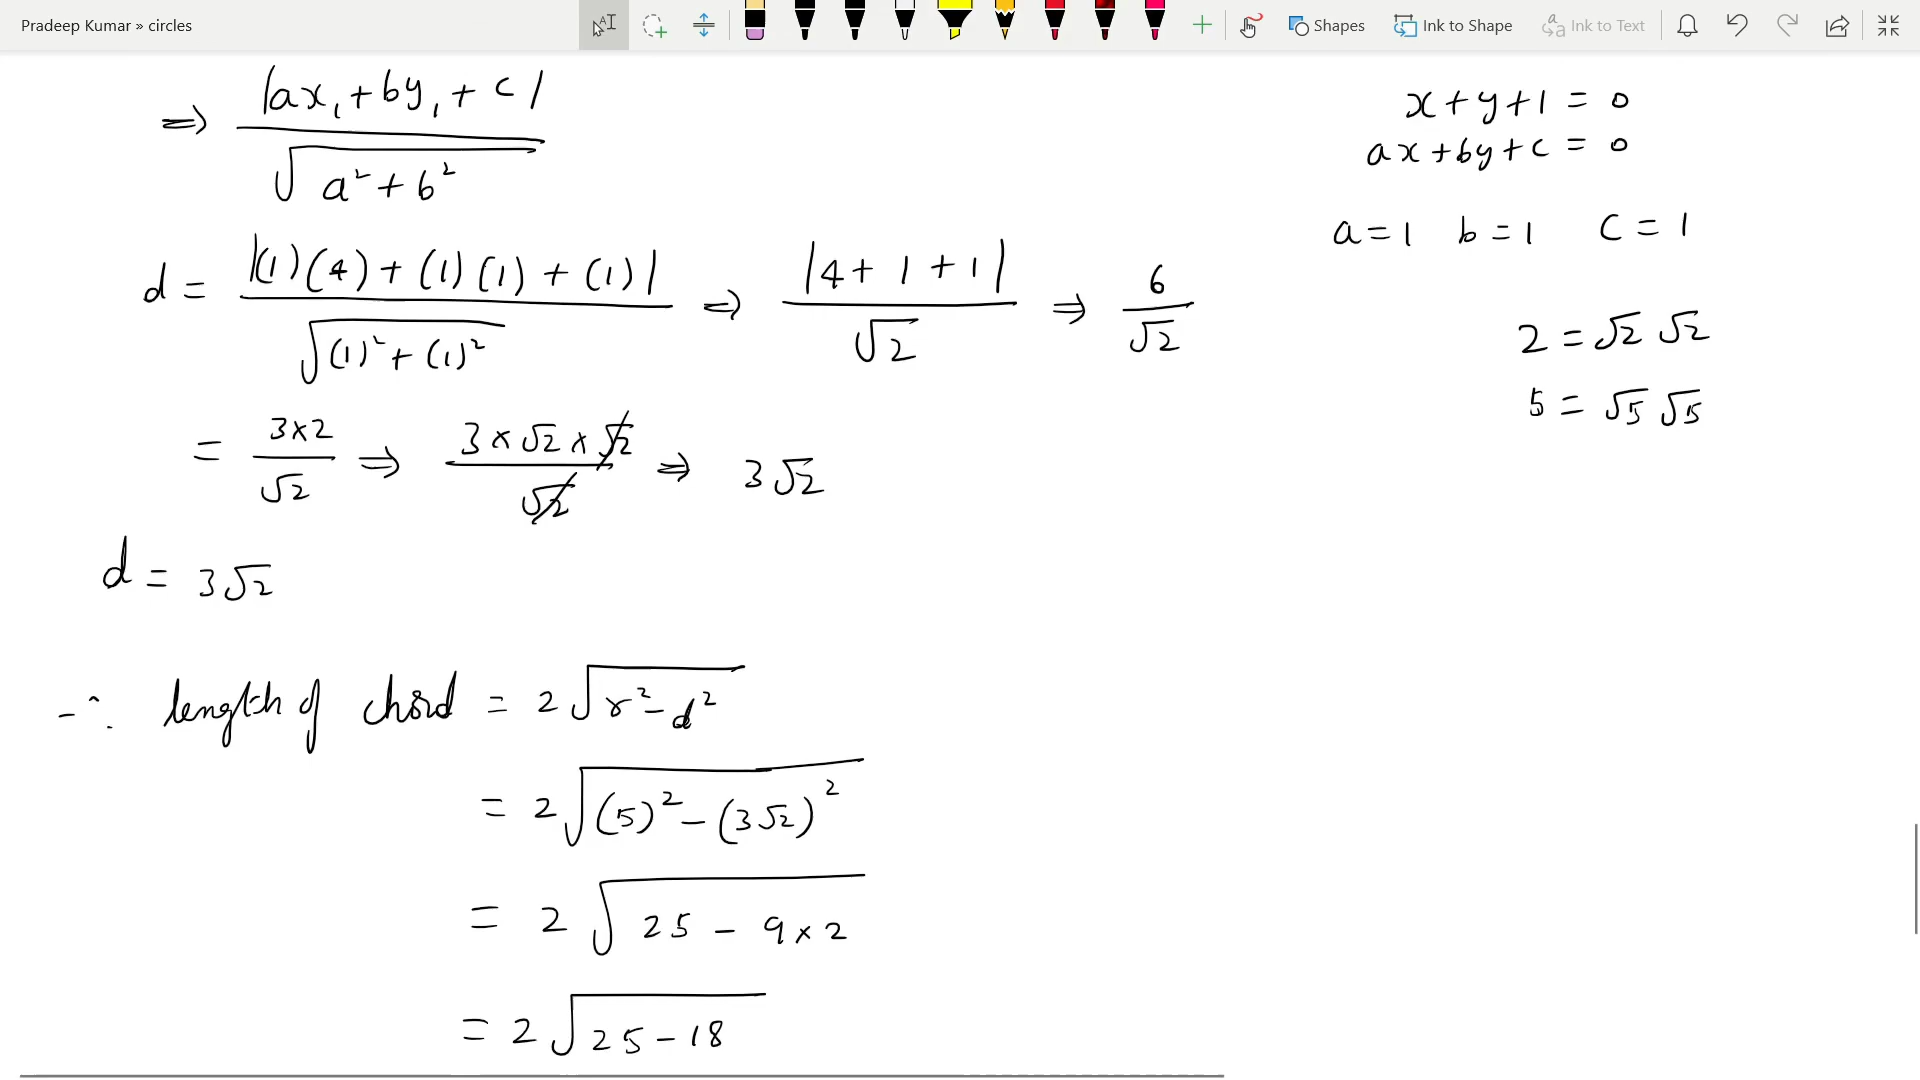 Pradeep Kumar » circles
Shapes
Ink to Shape
Ink to Text
⇒ |ax₁ + by₁ + c| / √(a² + b²)
x + y + 1 = 0
ax + by + c = 0
a = 1 b = 1 c = 1
d = |(1)(4) + (1)(1) + (1)| / √((1)² + (1)²) ⇒ |4 + 1 + 1| / √2 ⇒ 6 / √2
2 = √2 √2
5 = √5 √5
= 3×2 / √2 ⇒ 3 × √2 × √2 / √2 ⇒ 3√2
d = 3√2
∴ length of chord = 2√(r² - d²)
= 2√((5)² - (3√2)²)
= 2√(25 - 9×2)
= 2√(25 - 18)